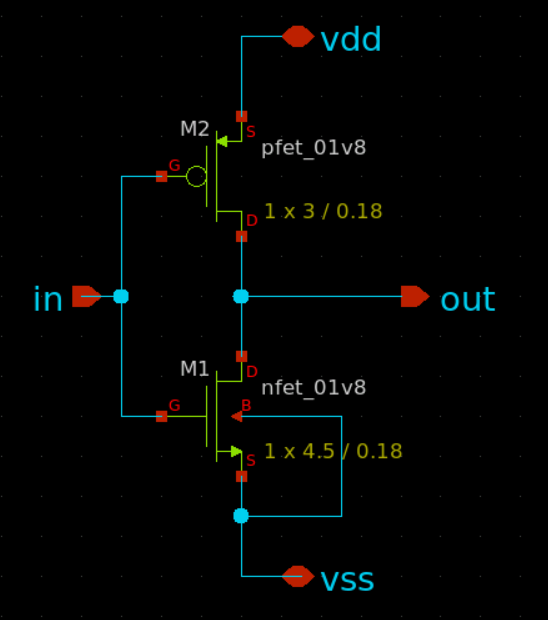 vdd
M2
S
pfet_01v8
G
1 x 3 / 0.18
D
in
out
M1
D
nfet_01v8
G
B
1 x 4.5 / 0.18
S
vss